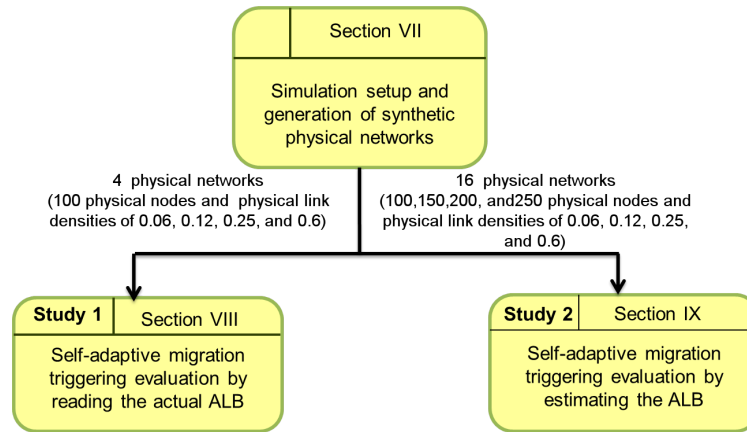 Section VII
Simulation setup and
generation of synthetic
physical networks
4 physical networks
(100 physical nodes and physical link
densities of 0.06, 0.12, 0.25, and 0.6)
16 physical networks
(100,150,200, and250 physical nodes and
physical link densities of 0.06, 0.12, 0.25,
and 0.6)
Study 1
Section VIII
Self-adaptive migration
triggering evaluation by
reading the actual ALB
Study 2
Section IX
Self-adaptive migration
triggering evaluation by
estimating the ALB